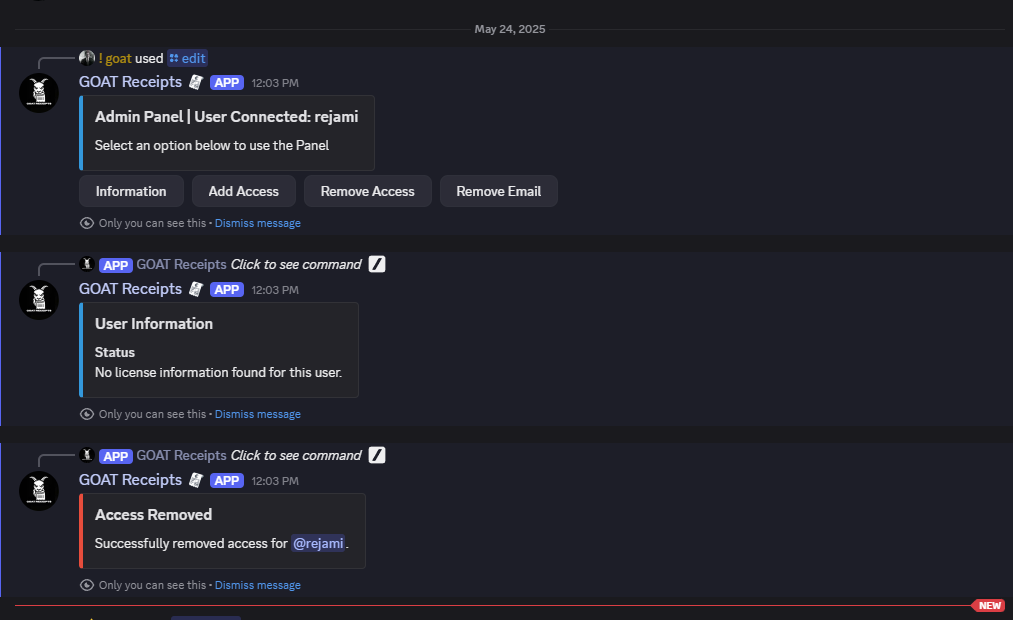 May 24, 2025
! goat used edit
GOAT Receipts APP 12:03 PM
Admin Panel | User Connected: rejami
Select an option below to use the Panel
Information Add Access Remove Access Remove Email
Only you can see this • Dismiss message
APP GOAT Receipts Click to see command
GOAT Receipts APP 12:03 PM
User Information
Status
No license information found for this user.
Only you can see this • Dismiss message
APP GOAT Receipts Click to see command
GOAT Receipts APP 12:03 PM
Access Removed
Successfully removed access for @rejami.
Only you can see this • Dismiss message
NEW